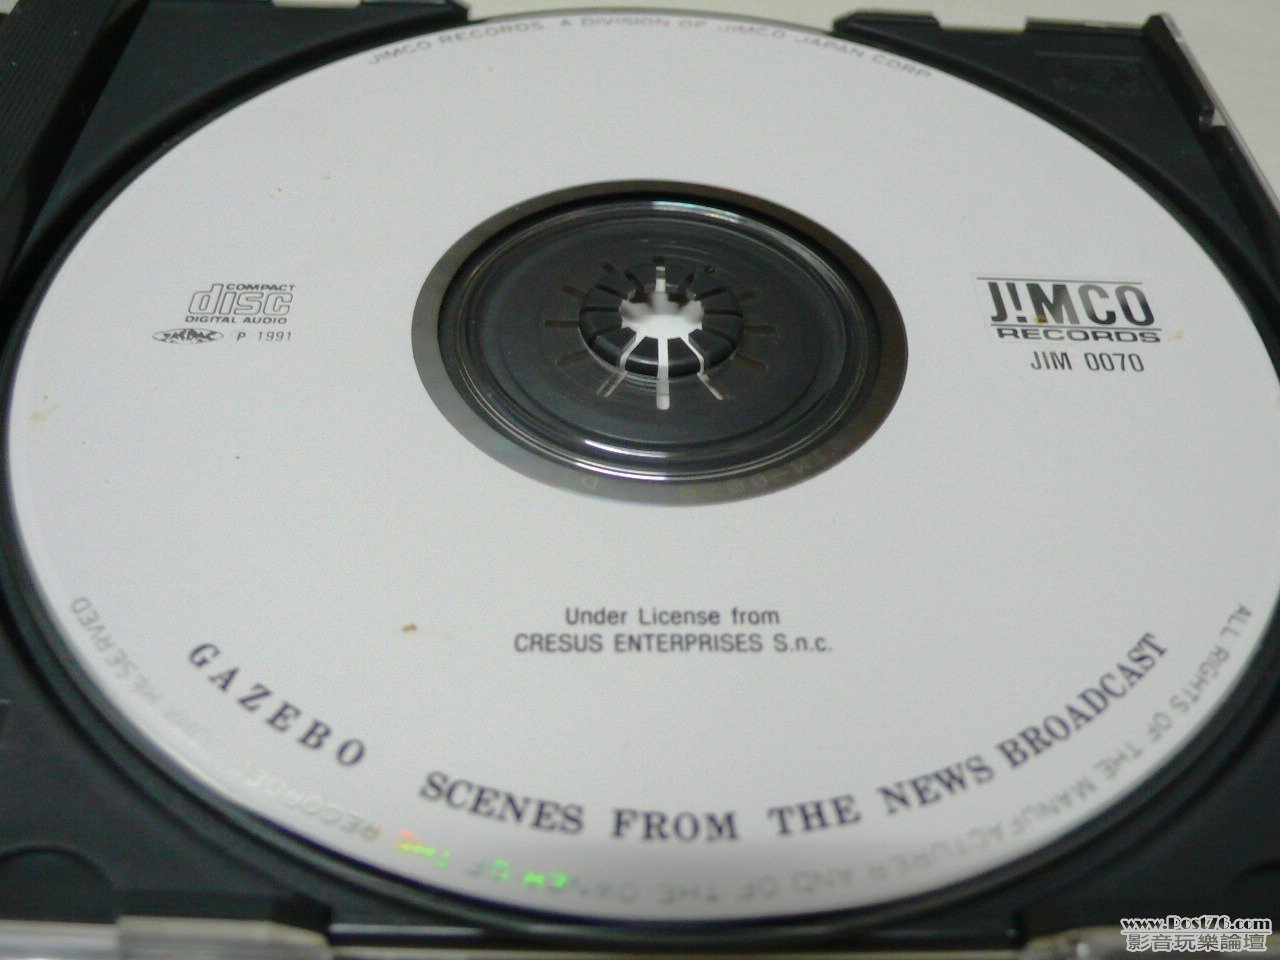 JIMCO RECORDS. A DIVISION OF JIMCO JAPAN CORP.
COMPACT
disc
DIGITAL AUDIO
P 1991
J!MCO
RECORDS
JIM 0070
Under License from
CRESUS ENTERPRISES S.n.c.
GAZEBO SCENES FROM THE NEWS BROADCAST
ALL RIGHTS OF THE MANUFACTURER AND OF THE OWNER OF THE RECORDED RESERVED
www.Post76.com
影音玩樂論壇